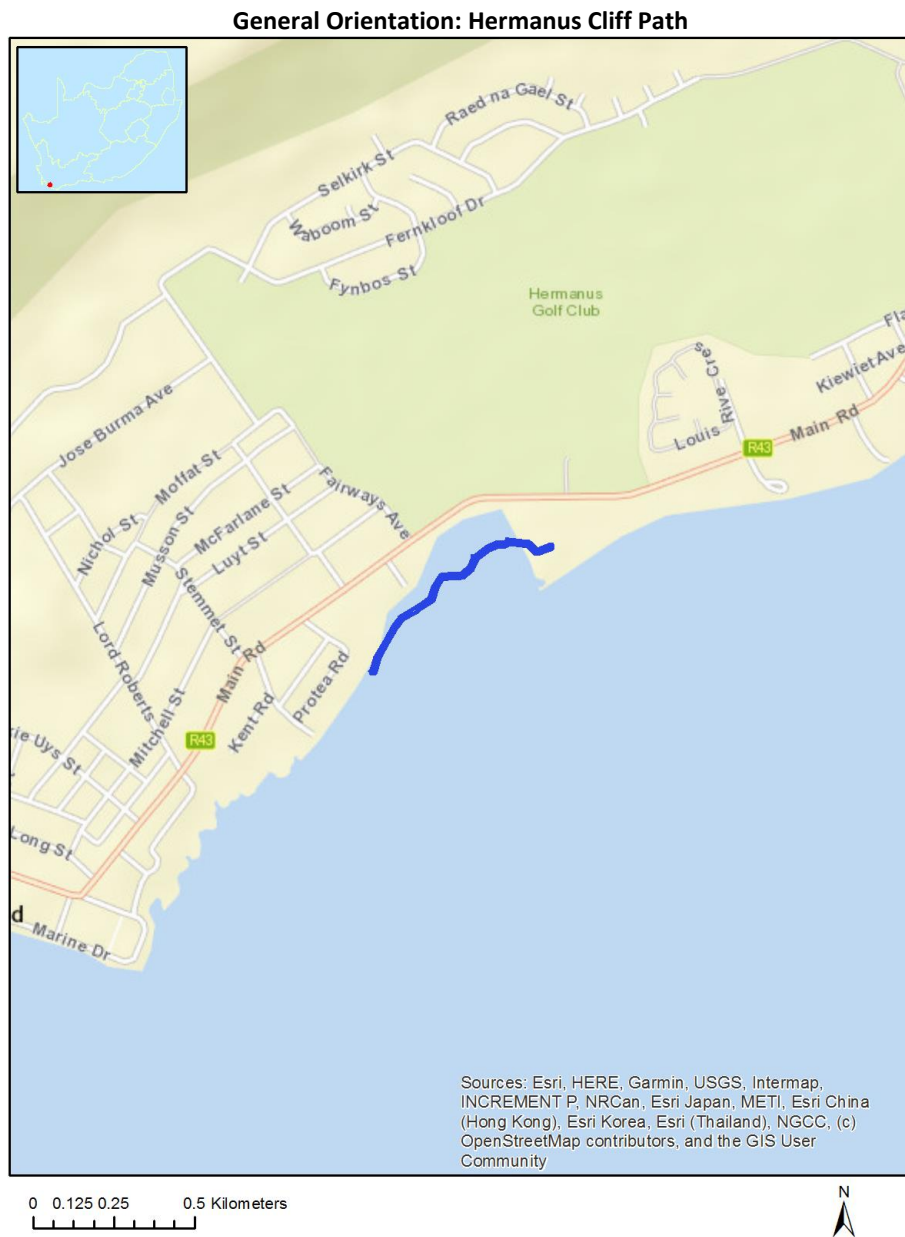 General Orientation: Hermanus Cliff Path
Raed na Gael St
Selkirk St
Waboom St
Fernkloof Dr
Fynbos St
Hermanus
Golf Club
Fla
Kiewiet Ave
Louis Rive Cres
Main Rd
R43
Jose Burma Ave
Moffat St
Fairways Ave
McFarlane St
Nichol St
Musson St
Luyt St
Stemmet St
Lord Roberts
Main Rd
Protea Rd
Mitchell St
Kent Rd
R43
rie Uys St
Long St
d
Marine Dr
Sources: Esri, HERE, Garmin, USGS, Intermap,
INCREMENT P, NRCan, Esri Japan, METI, Esri China
(Hong Kong), Esri Korea, Esri (Thailand), NGCC, (c)
OpenStreetMap contributors, and the GIS User
Community
0 0.125 0.25 0.5 Kilometers
N